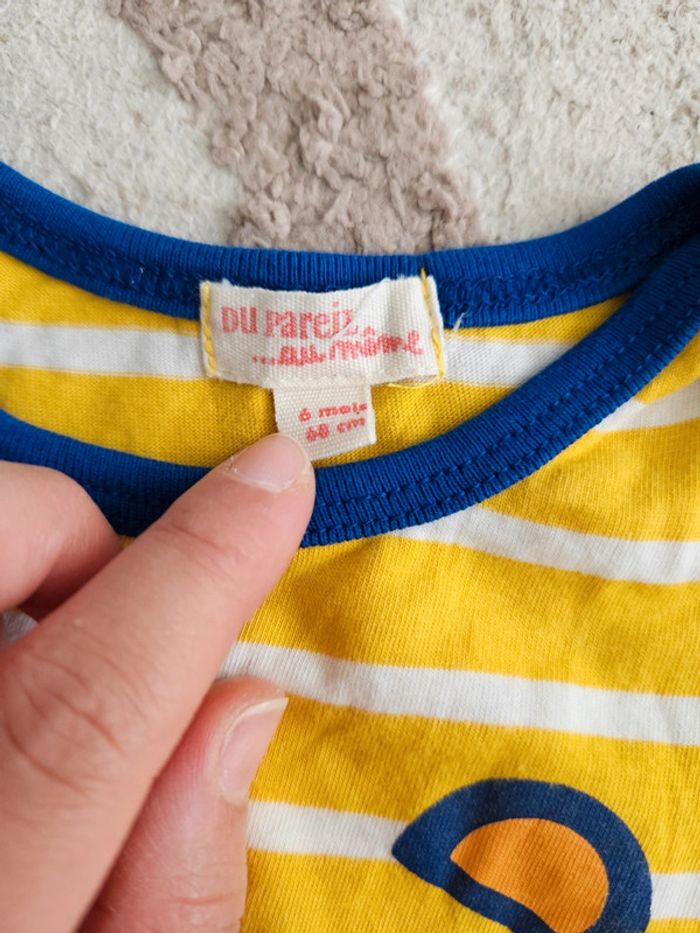 DU PAREIL
...au même
6 mois
68 cm